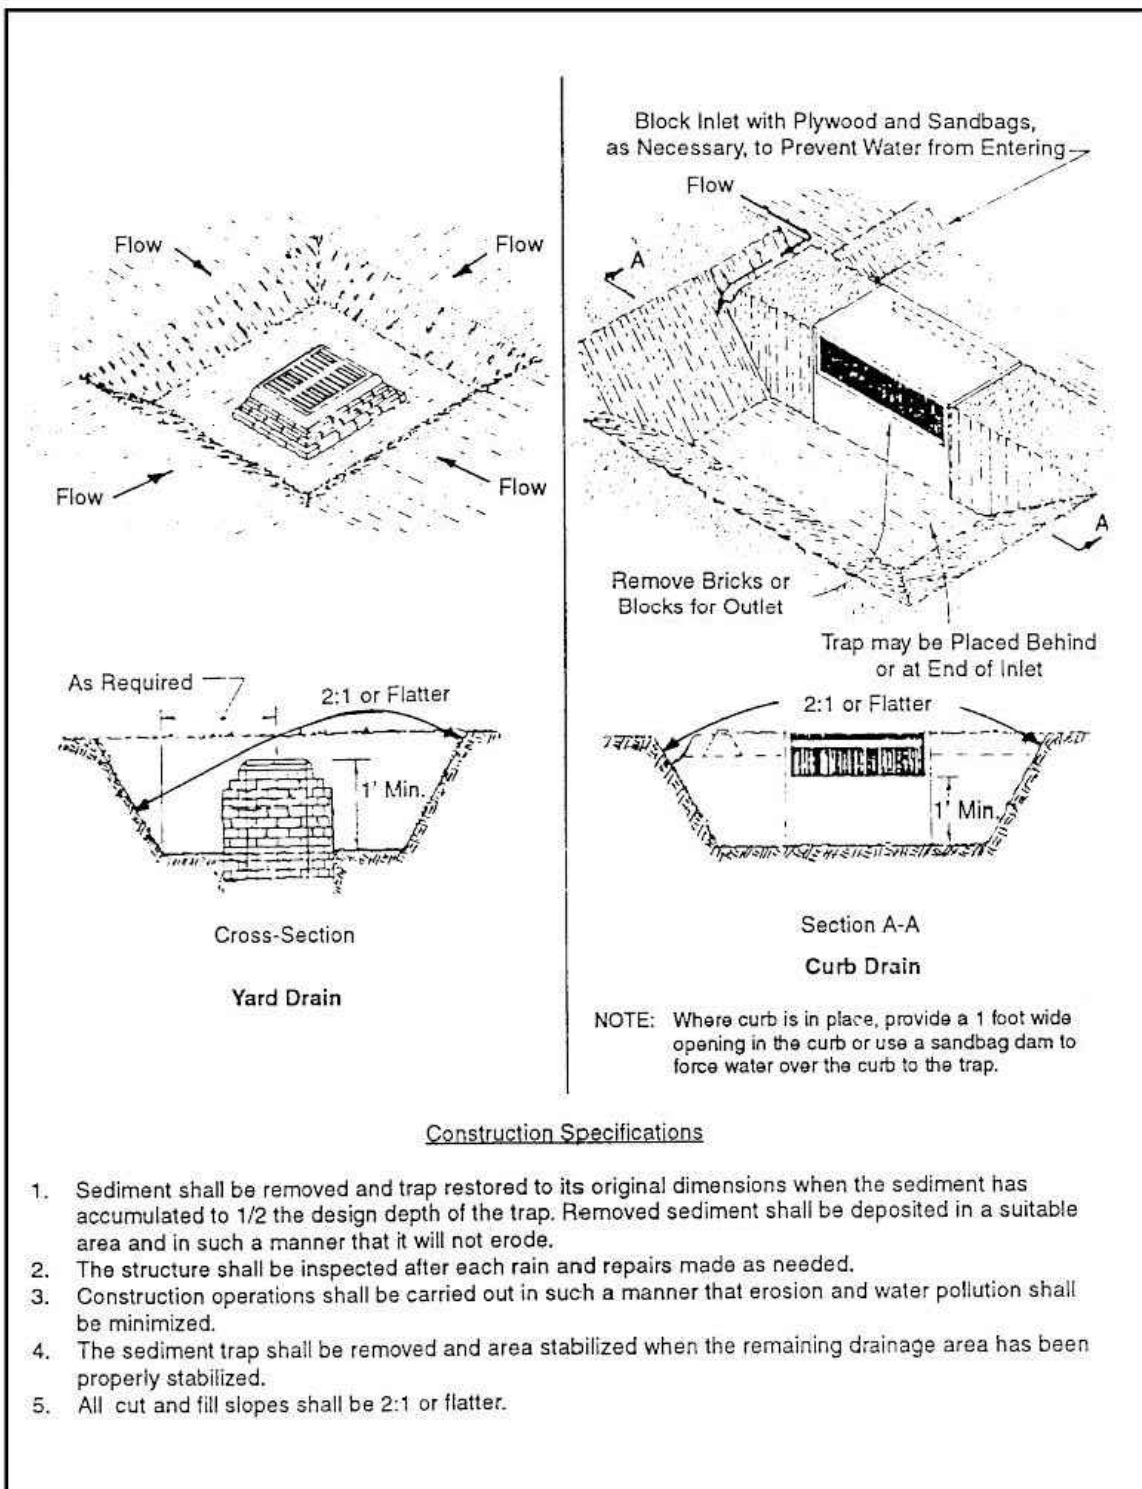 Flow
Flow
Flow
Flow
As Required
2:1 or Flatter
1' Min.
Cross-Section
Yard Drain
Block Inlet with Plywood and Sandbags,
as Necessary, to Prevent Water from Entering
Flow
A
A
Remove Bricks or
Blocks for Outlet
Trap may be Placed Behind
or at End of Inlet
2:1 or Flatter
1' Min.
Section A-A
Curb Drain
NOTE: Where curb is in place, provide a 1 foot wide
opening in the curb or use a sandbag dam to
force water over the curb to the trap.
Construction Specifications
1. Sediment shall be removed and trap restored to its original dimensions when the sediment has
accumulated to 1/2 the design depth of the trap. Removed sediment shall be deposited in a suitable
area and in such a manner that it will not erode.
2. The structure shall be inspected after each rain and repairs made as needed.
3. Construction operations shall be carried out in such a manner that erosion and water pollution shall
be minimized.
4. The sediment trap shall be removed and area stabilized when the remaining drainage area has been
properly stabilized.
5. All cut and fill slopes shall be 2:1 or flatter.